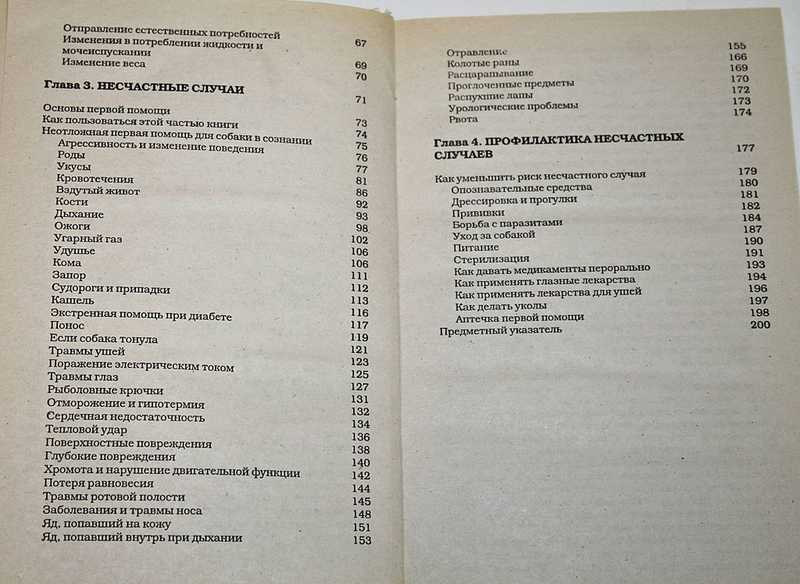 Отправление естественных потребностей 67
Изменения в потреблении жидкости и
мочеиспускании 69
Изменение веса 70
Глава 3. НЕСЧАСТНЫЕ СЛУЧАИ 71
Основы первой помощи 73
Как пользоваться этой частью книги 74
Неотложная первая помощь для собаки в сознании 75
Агрессивность и изменение поведения 76
Роды 77
Укусы 81
Кровотечения 86
Вздутый живот 92
Кости 93
Дыхание 98
Ожоги 102
Угарный газ 106
Удушье 106
Кома 111
Запор 112
Судороги и припадки 113
Кашель 116
Экстренная помощь при диабете 117
Понос 119
Если собака тонула 121
Травмы ушей 123
Поражение электрическим током 125
Травмы глаз 127
Рыболовные крючки 131
Отморожение и гипотермия 132
Сердечная недостаточность 134
Тепловой удар 136
Поверхностные повреждения 138
Глубокие повреждения 140
Хромота и нарушение двигательной функции 142
Потеря равновесия 144
Травмы ротовой полости 145
Заболевания и травмы носа 148
Яд, попавший на кожу 151
Яд, попавший внутрь при дыхании 153
Отравление 155
Колотые раны 166
Расцарапывание 169
Проглоченные предметы 170
Распухшие лапы 172
Урологические проблемы 173
Рвота 174
Глава 4. ПРОФИЛАКТИКА НЕСЧАСТНЫХ
СЛУЧАЕВ 177
Как уменьшить риск несчастного случая 179
Опознавательные средства 180
Дрессировка и прогулки 181
Прививки 182
Борьба с паразитами 184
Уход за собакой 187
Питание 190
Стерилизация 191
Как давать медикаменты перорально 193
Как применять глазные лекарства 194
Как применять лекарства для ушей 196
Как делать уколы 197
Аптечка первой помощи 198
Предметный указатель 200